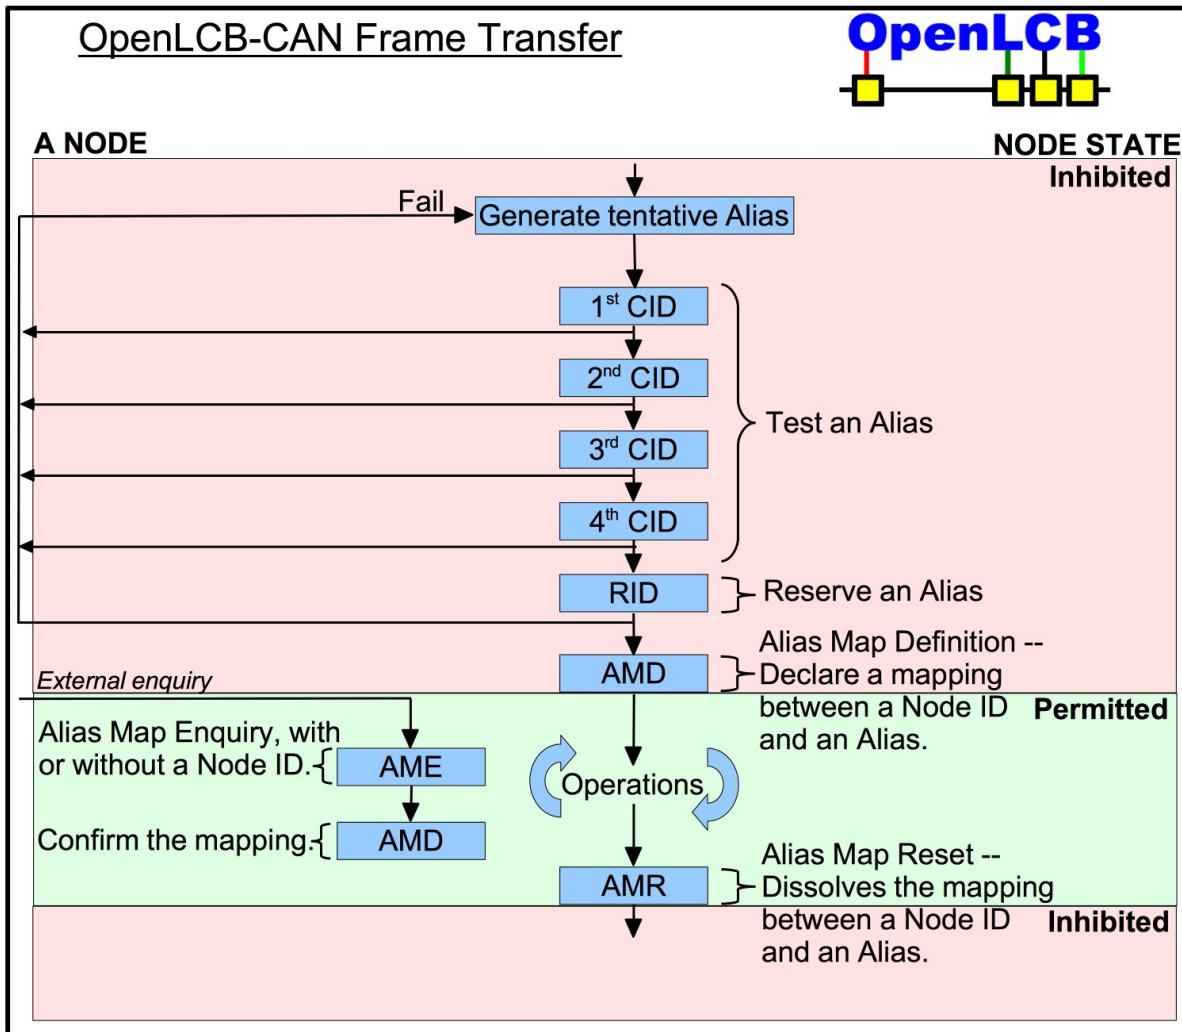 OpenLCB-CAN Frame Transfer
OpenLCB
A NODE
NODE STATE
Inhibited
Fail
Generate tentative Alias
1st CID
2nd CID
3rd CID
4th CID
Test an Alias
RID
Reserve an Alias
AMD
Alias Map Definition --
Declare a mapping
between a Node ID
and an Alias.
External enquiry
Permitted
Alias Map Enquiry, with
or without a Node ID.
AME
Operations
Confirm the mapping.
AMD
AMR
Alias Map Reset --
Dissolves the mapping
between a Node ID
and an Alias.
Inhibited